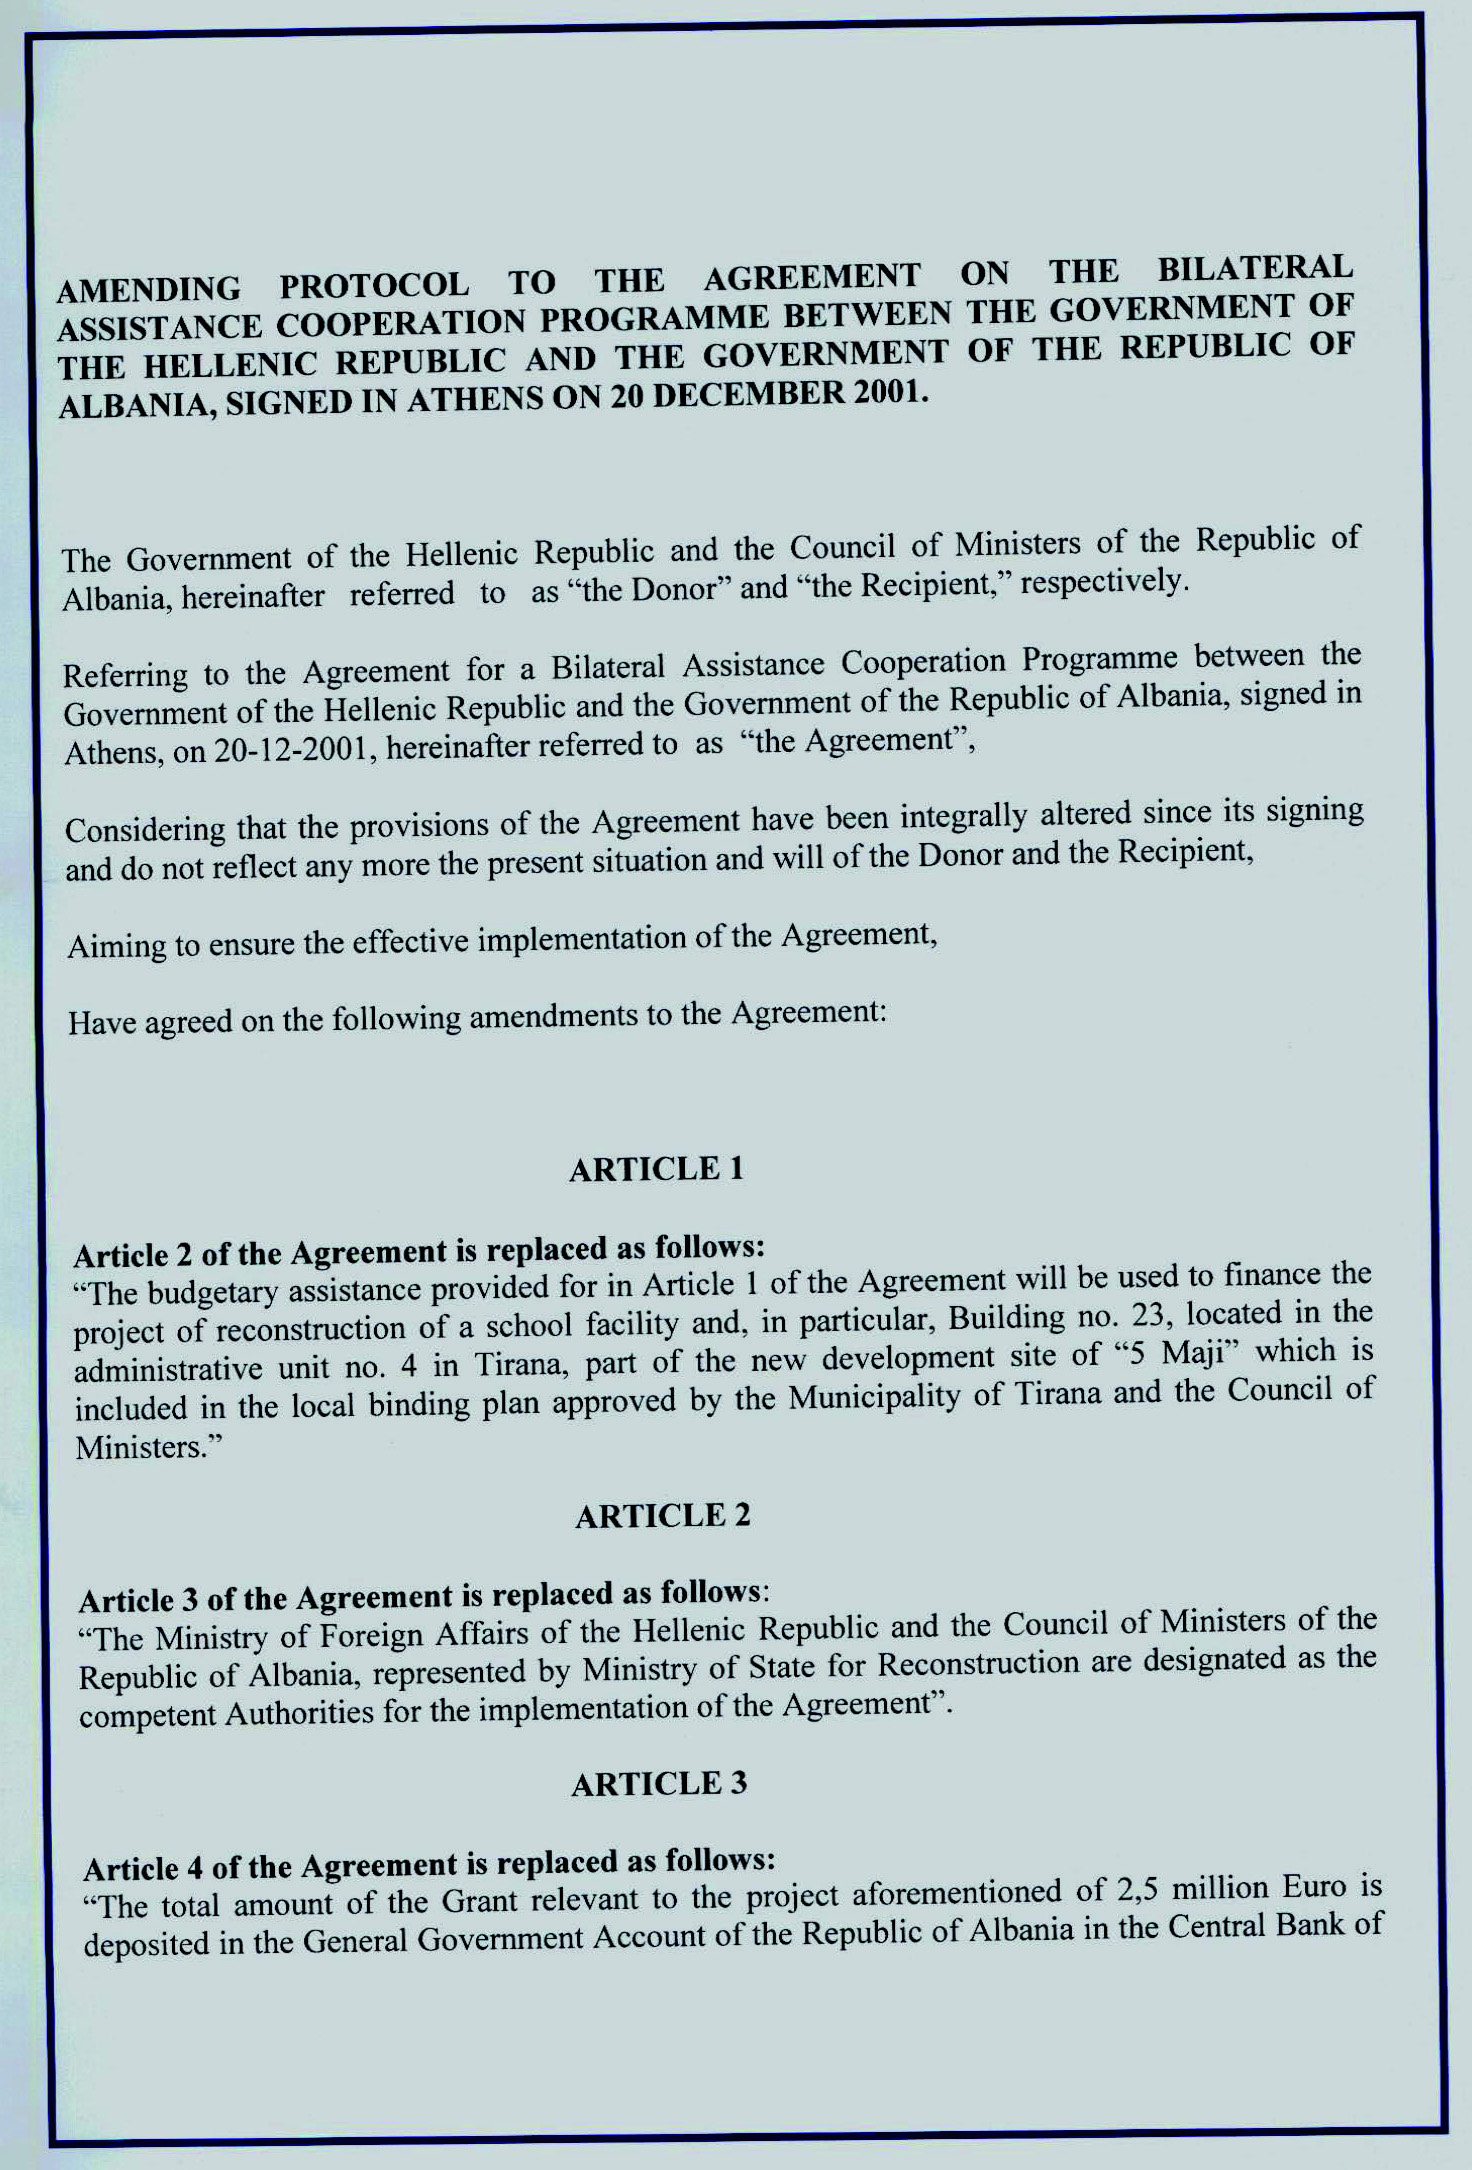 AMENDING PROTOCOL TO THE AGREEMENT ON THE BILATERAL
ASSISTANCE COOPERATION PROGRAMME BETWEEN THE GOVERNMENT OF
THE HELLENIC REPUBLIC AND THE GOVERNMENT OF THE REPUBLIC OF
ALBANIA, SIGNED IN ATHENS ON 20 DECEMBER 2001.
The Government of the Hellenic Republic and the Council of Ministers of the Republic of
Albania, hereinafter referred to as “the Donor” and “the Recipient,” respectively.
Referring to the Agreement for a Bilateral Assistance Cooperation Programme between the
Government of the Hellenic Republic and the Government of the Republic of Albania, signed in
Athens, on 20-12-2001, hereinafter referred to as “the Agreement”,
Considering that the provisions of the Agreement have been integrally altered since its signing
and do not reflect any more the present situation and will of the Donor and the Recipient,
Aiming to ensure the effective implementation of the Agreement,
Have agreed on the following amendments to the Agreement:
ARTICLE 1
Article 2 of the Agreement is replaced as follows:
“The budgetary assistance provided for in Article 1 of the Agreement will be used to finance the
project of reconstruction of a school facility and, in particular, Building no. 23, located in the
administrative unit no. 4 in Tirana, part of the new development site of “5 Maji” which is
included in the local binding plan approved by the Municipality of Tirana and the Council of
Ministers.”
ARTICLE 2
Article 3 of the Agreement is replaced as follows:
“The Ministry of Foreign Affairs of the Hellenic Republic and the Council of Ministers of the
Republic of Albania, represented by Ministry of State for Reconstruction are designated as the
competent Authorities for the implementation of the Agreement”.
ARTICLE 3
Article 4 of the Agreement is replaced as follows:
“The total amount of the Grant relevant to the project aforementioned of 2,5 million Euro is
deposited in the General Government Account of the Republic of Albania in the Central Bank of